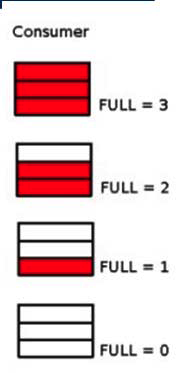 Consumer
FULL = 3
FULL = 2
FULL = 1
FULL = 0